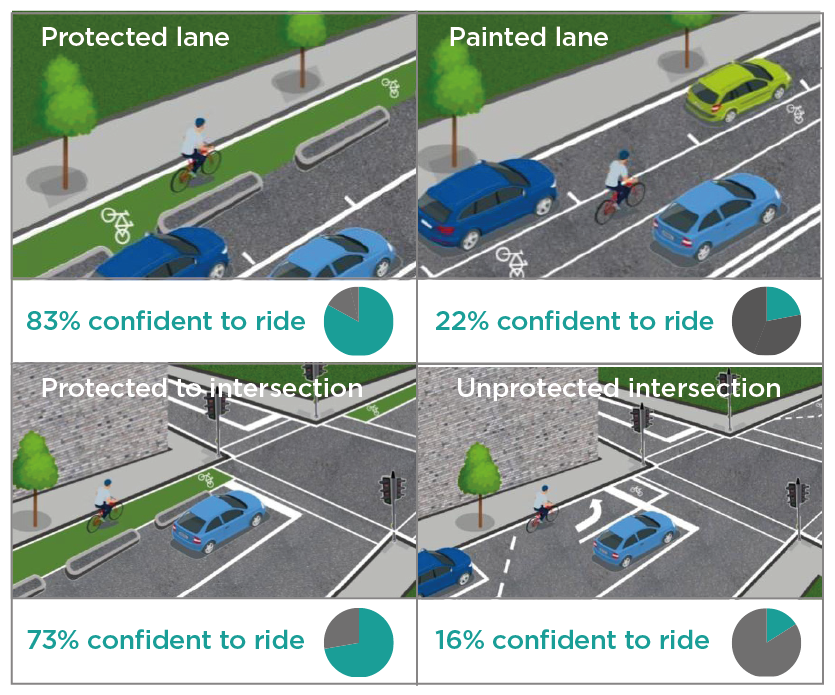 Protected lane
Painted lane
83% confident to ride
22% confident to ride
Protected to intersection
Unprotected intersection
73% confident to ride
16% confident to ride